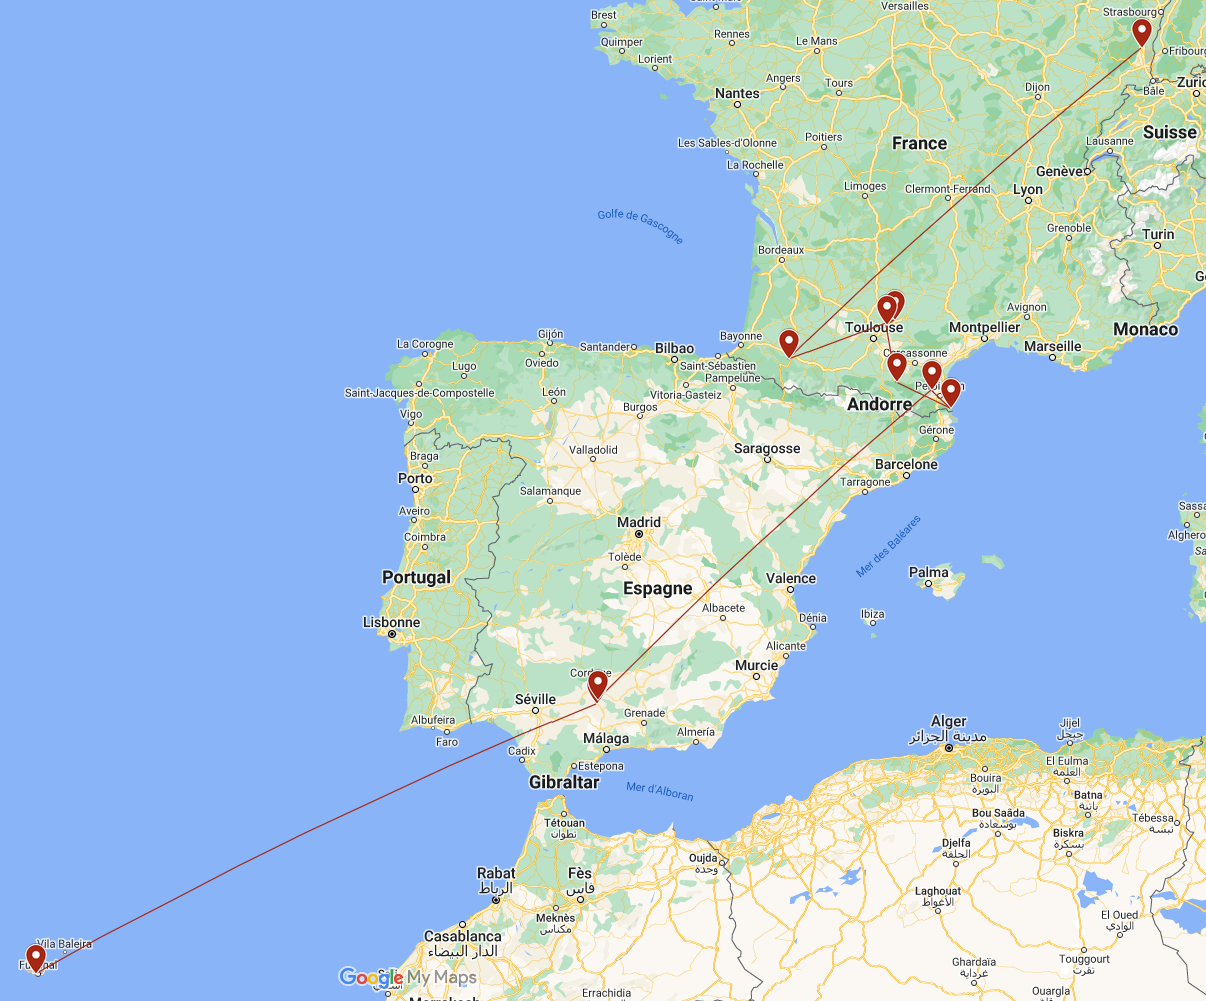 Versailles
Strasbourg
Brest
Rennes
Quimper
Le Mans
Fribourg
Lorient
Angers
Tours
Zuric
Nantes
Dijon
Bâle
Poitiers
France
Suisse
Les Sables-d'Olonne
Lausanne
La Rochelle
Genève
Limoges
Clermont-Ferrand
Lyon
Golfe de Gascogne
Grenoble
Turin
Bordeaux
Avignon
Toulouse
Montpellier
Monaco
Gijón
Bayonne
La Corogne
Santander
Bilbao
Marseille
Oviedo
Saint-Sébastien
Lugo
Pampelune
Saint-Jacques-de-Compostelle
León
Vitoria-Gasteiz
Andorre
Vigo
Burgos
Gérone
Braga
Valladolid
Saragosse
Barcelone
Porto
Salamanque
Tarragone
Aveiro
Madrid
Sassa
Coimbra
Mer des Baléares
Alghero
Tolède
Portugal
Espagne
Valence
Palma
Albacete
Lisbonne
Dénia
Ibiza
Alicante
Murcie
Séville
Albufeira
Grenade
Faro
Málaga
Almería
Alger
مدينة الجزائر
Jijel
جيجل
Cadix
Estepona
El Eulma
العلمة
Gibraltar
Mer d'Alboran
Bouira
البويرة
Batna
باتنة
Tétouan
تطوان
Bou Saâda
بوسعادة
Tébessa
تبسة
Biskra
بسكرة
Djelfa
الجلفة
Oujda
وجدة
Rabat
الرباط
Fès
فاس
Laghouat
الأغواط
Meknès
مكناس
El Oued
الوادي
Casablanca
الدار البيضاء
Vila Baleira
Ghardaïa
غرداية
Touggourt
تقرت
Google My Maps
Errachidia
Ouargla